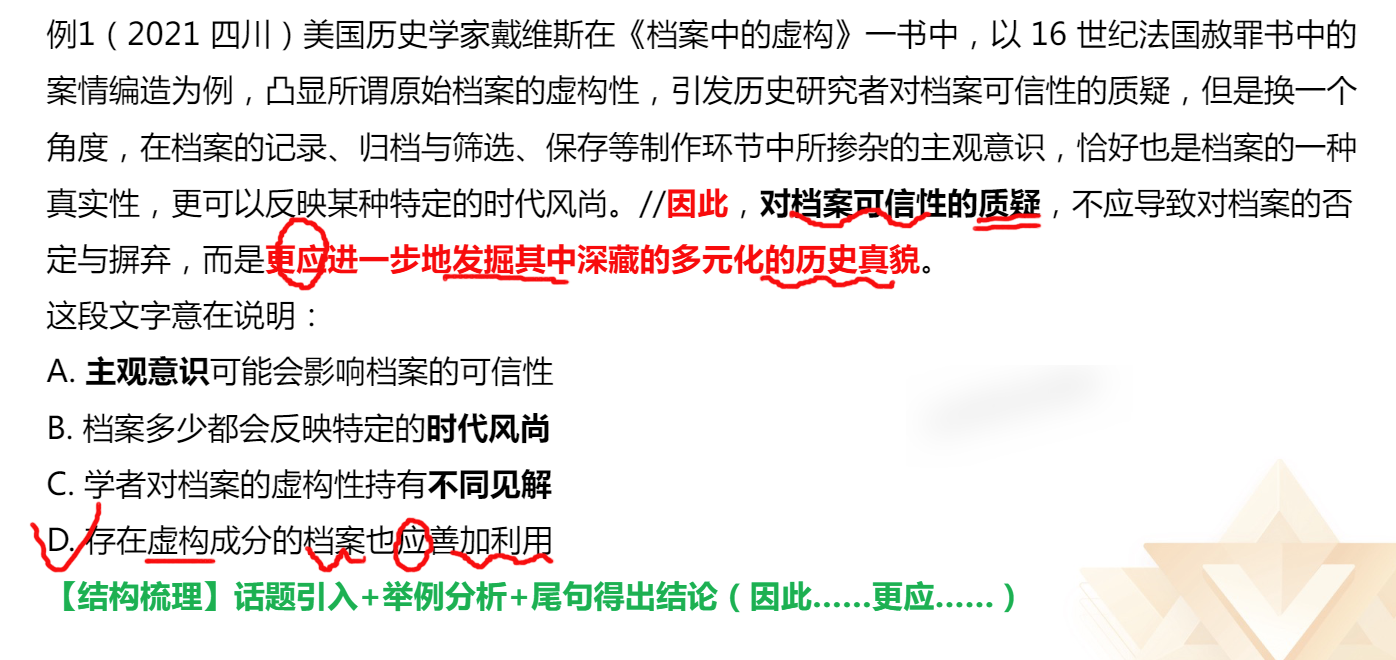 例1（2021 四川）美国历史学家戴维斯在《档案中的虚构》一书中，以 16 世纪法国赦罪书中的
案情编造为例，凸显所谓原始档案的虚构性，引发历史研究者对档案可信性的质疑，但是换一个
角度，在档案的记录、归档与筛选、保存等制作环节中所掺杂的主观意识，恰好也是档案的一种
真实性，更可以反映某种特定的时代风尚。//因此，对档案可信性的质疑，不应导致对档案的否
定与摒弃，而是更应进一步地发掘其中深藏的多元化的历史真貌。
这段文字意在说明：
A. 主观意识可能会影响档案的可信性
B. 档案多少都会反映特定的时代风尚
C. 学者对档案的虚构性持有不同见解
D. 存在虚构成分的档案也应善加利用
【结构梳理】话题引入+举例分析+尾句得出结论（因此……更应……）